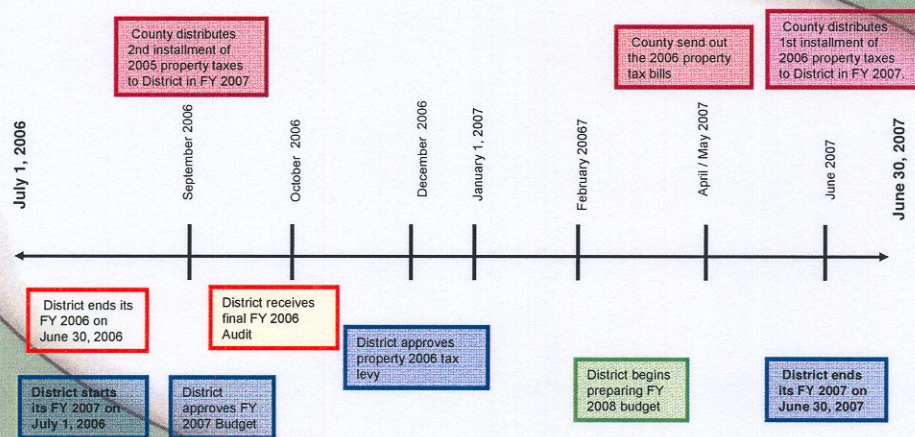 County distributes
2nd installment of
2005 property taxes
to District in FY 2007
County send out
the 2006 property
tax bills
County distributes
1st installment of
2006 property taxes
to District in FY 2007.
July 1, 2006
September 2006
October 2006
December 2006
January 1, 2007
February 20067
April / May 2007
June 2007
June 30, 2007
District ends its
FY 2006 on
June 30, 2006
District receives
final FY 2006
Audit
District approves
property 2006 tax
levy
District begins
preparing FY
2008 budget
District ends
its FY 2007 on
June 30, 2007
District starts
its FY 2007 on
July 1, 2006
District
approves FY
2007 Budget